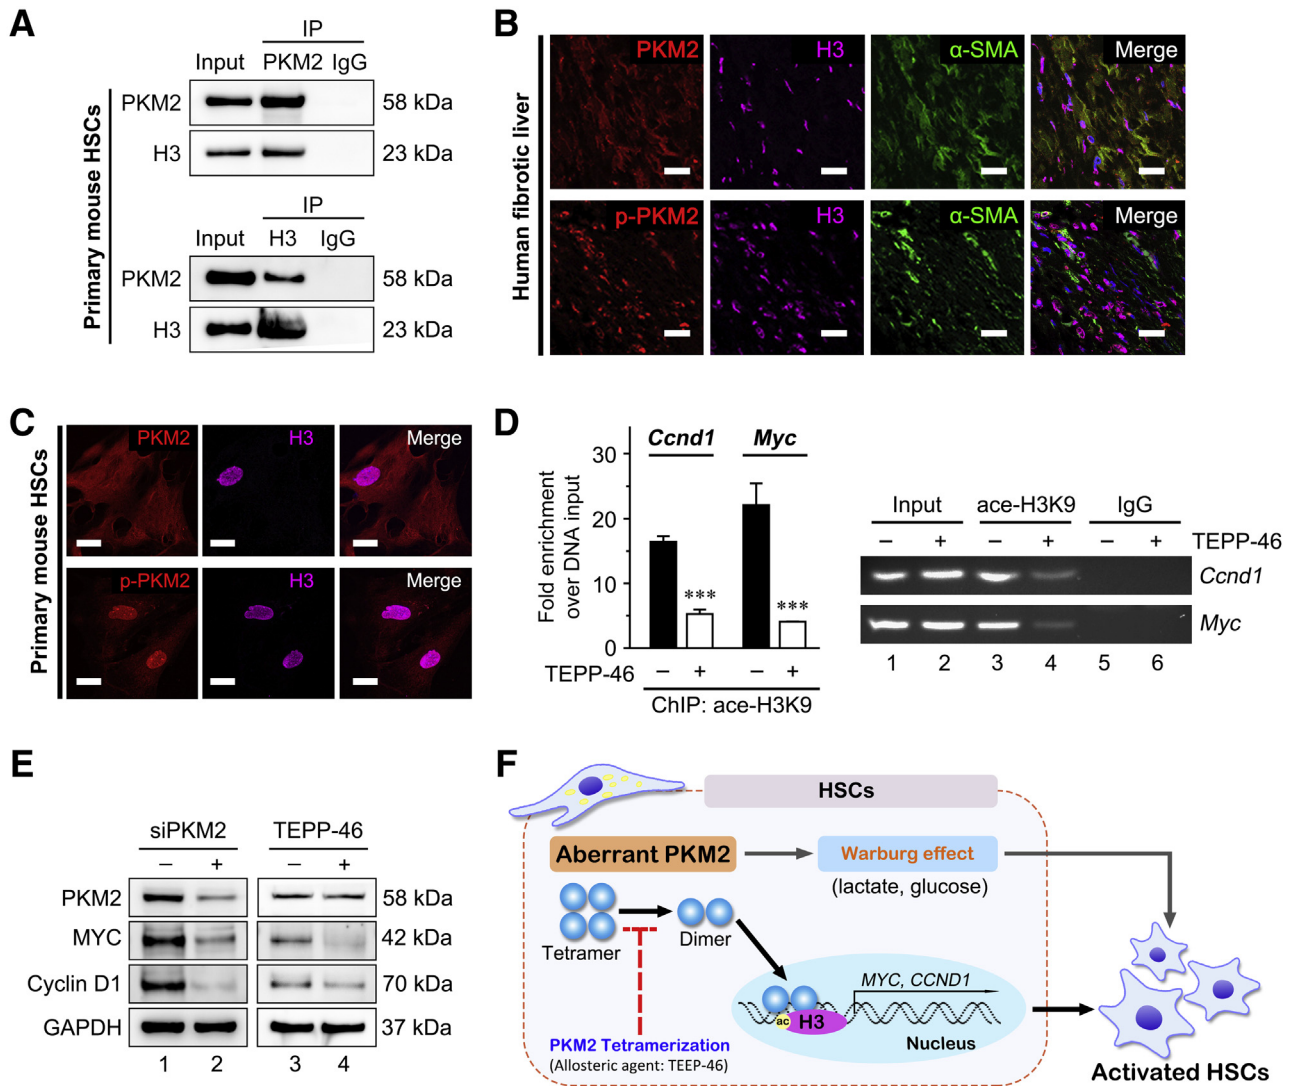 A
IP
Input PKM2 IgG
PKM2 58 kDa
H3 23 kDa
IP
Input H3 IgG
PKM2 58 kDa
H3 23 kDa
Primary mouse HSCs
B
Human fibrotic liver
PKM2 H3 α-SMA Merge
p-PKM2 H3 α-SMA Merge
C
Primary mouse HSCs
PKM2 H3 Merge
p-PKM2 H3 Merge
D
Fold enrichment
over DNA input
Ccnd1 Myc
30
20
10
0
*** ***
TEPP-46 – + – +
ChIP: ace-H3K9
Input ace-H3K9 IgG
– + – + – + TEPP-46
Ccnd1
Myc
1 2 3 4 5 6
E
siPKM2 TEPP-46
– + – +
PKM2 58 kDa
MYC 42 kDa
Cyclin D1 70 kDa
GAPDH 37 kDa
1 2 3 4
F
HSCs
Aberrant PKM2 Warburg effect
(lactate, glucose)
Tetramer Dimer
MYC, CCND1
ac H3
Nucleus
PKM2 Tetramerization
(Allosteric agent: TEEP-46)
Activated HSCs